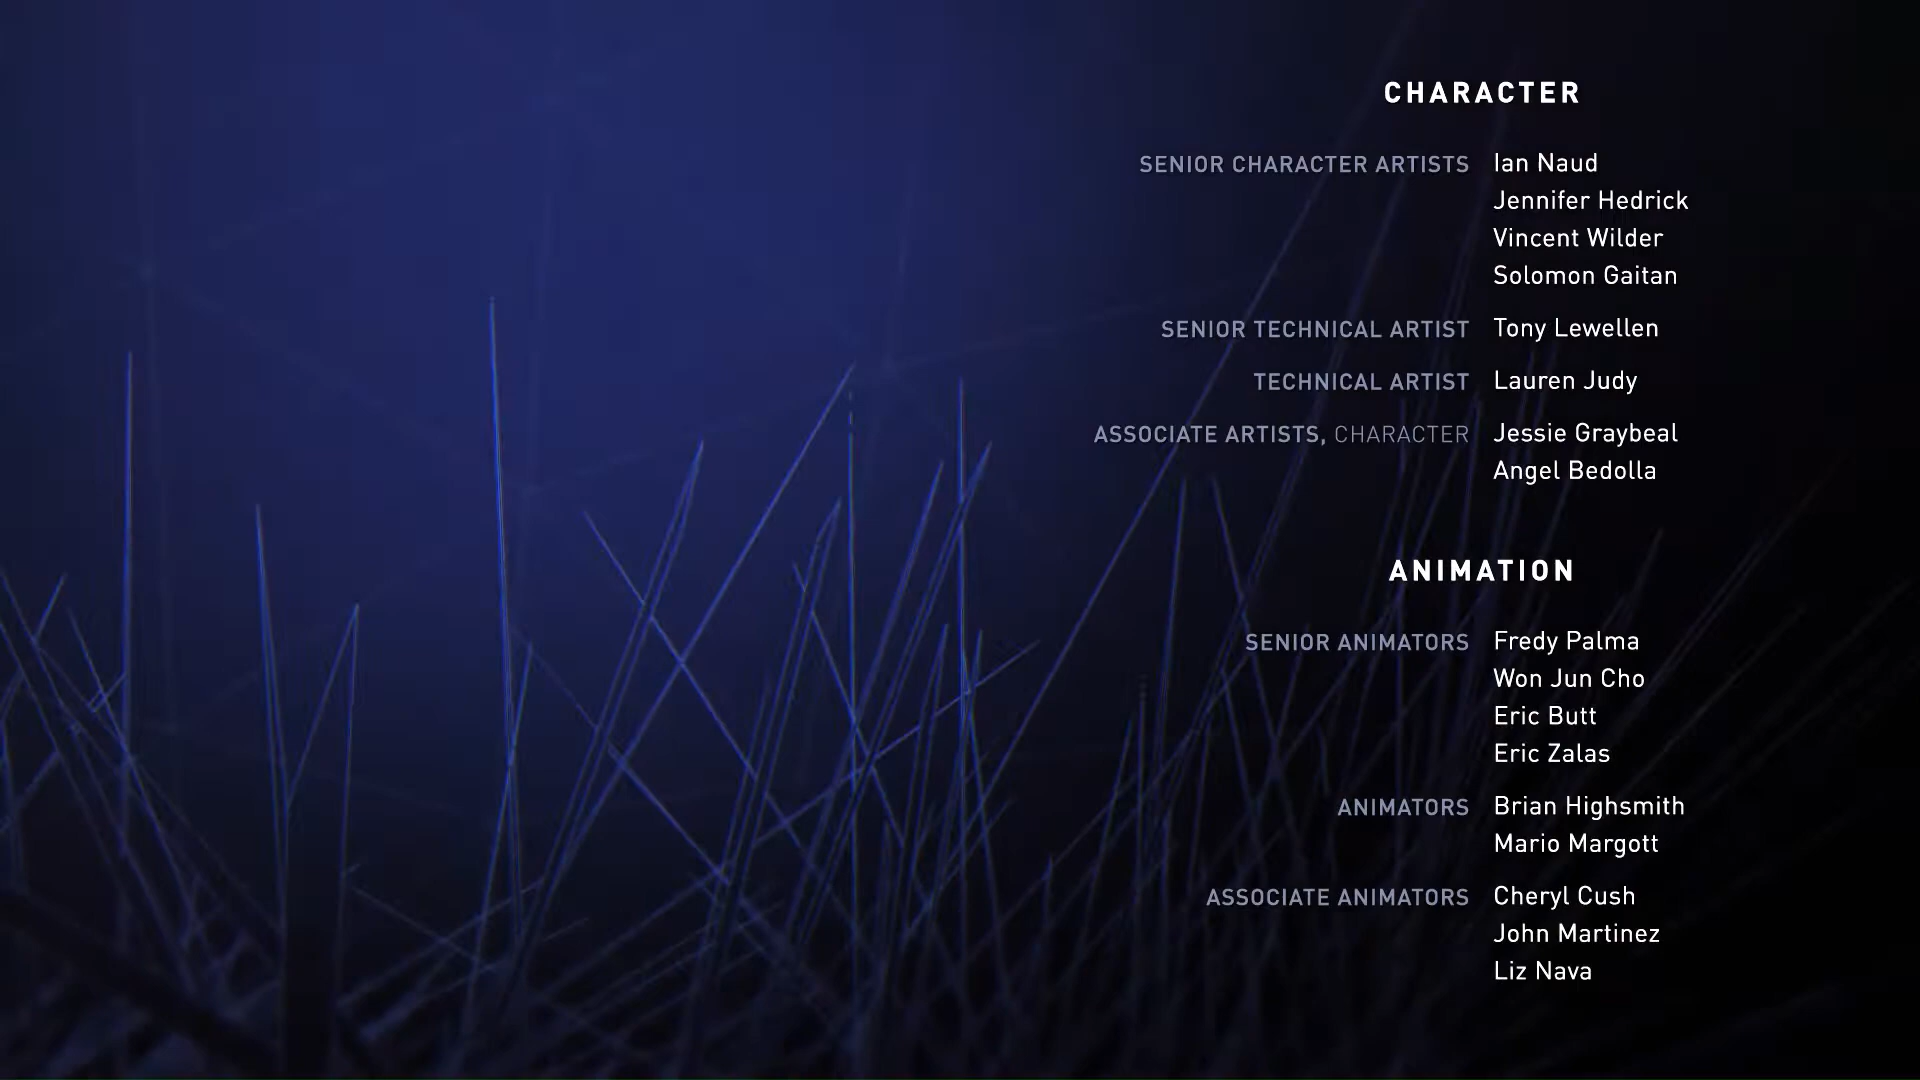 CHARACTER
SENIOR CHARACTER ARTISTS Ian Naud
Jennifer Hedrick
Vincent Wilder
Solomon Gaitan
SENIOR TECHNICAL ARTIST Tony Lewellen
TECHNICAL ARTIST Lauren Judy
ASSOCIATE ARTISTS, CHARACTER Jessie Graybeal
Angel Bedolla
ANIMATION
SENIOR ANIMATORS Fredy Palma
Won Jun Cho
Eric Butt
Eric Zalas
ANIMATORS Brian Highsmith
Mario Margott
ASSOCIATE ANIMATORS Cheryl Cush
John Martinez
Liz Nava